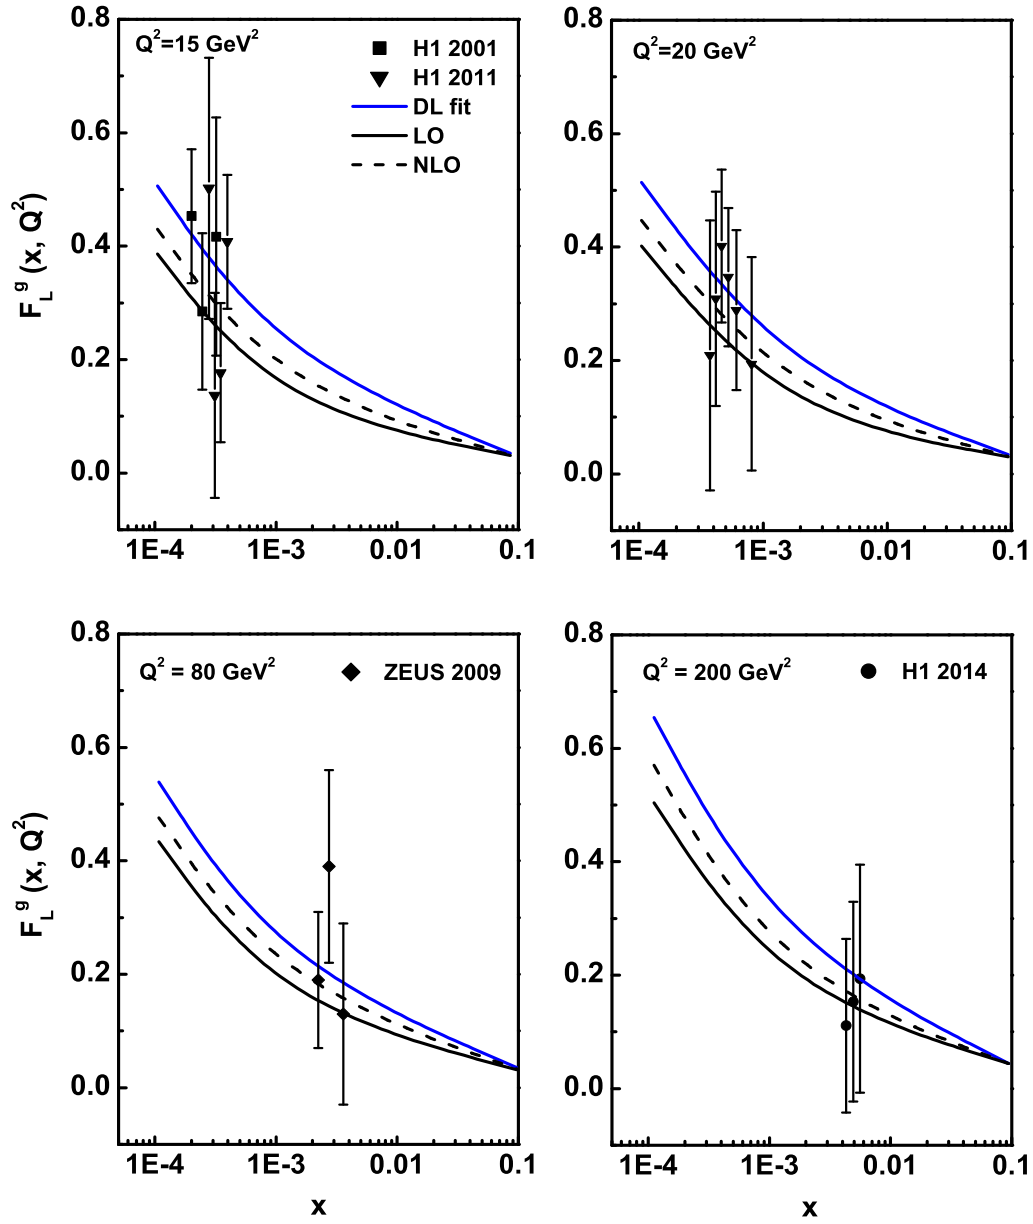 0.8
Q²=15 GeV²
H1 2001
H1 2011
DL fit
LO
NLO
0.6
0.4
0.2
0.0
F_L^g (x, Q²)
1E-4 1E-3 0.01 0.1
0.8
Q²=20 GeV²
0.6
0.4
0.2
0.0
1E-4 1E-3 0.01 0.1
0.8
Q² = 80 GeV²
ZEUS 2009
0.6
0.4
0.2
0.0
F_L^g (x, Q²)
1E-4 1E-3 0.01 0.1
x
0.8
Q² = 200 GeV²
H1 2014
0.6
0.4
0.2
0.0
1E-4 1E-3 0.01 0.1
x